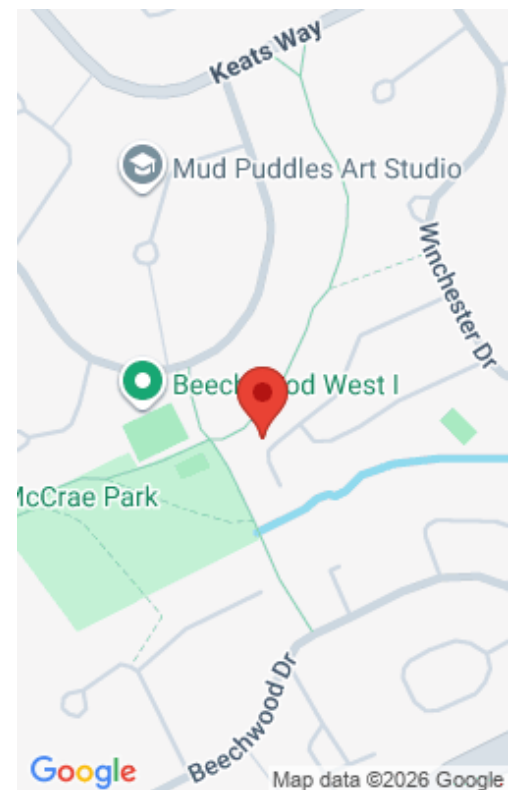 Keats Way
Mud Puddles Art Studio
Winchester Dr
Beechwood West I
McCrae Park
Beechwood Dr
Google
Map data ©2026 Google